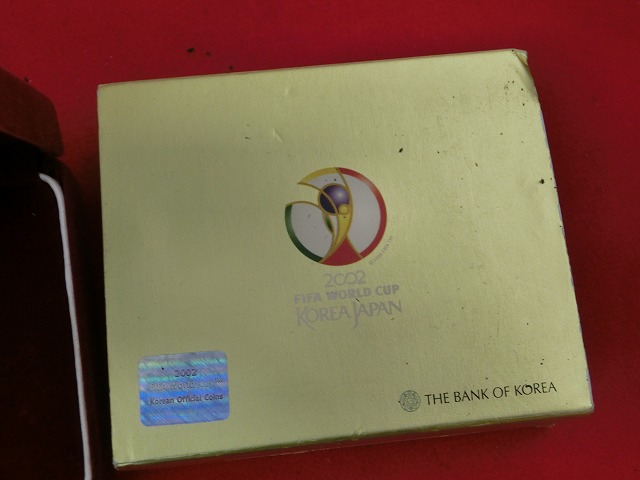 2002
FIFA WORLD CUP
KOREA JAPAN
2002
Korean Official Coins
THE BANK OF KOREA